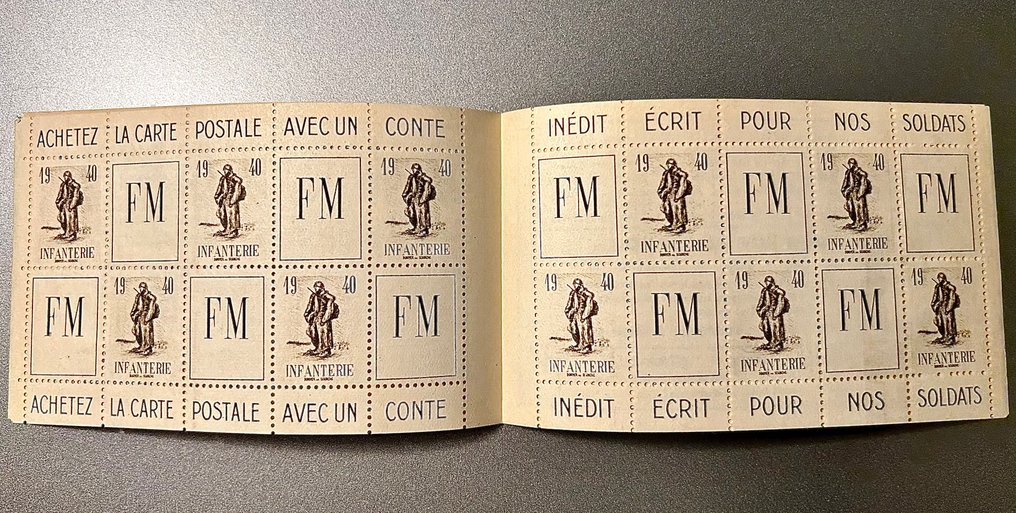 ACHETEZ LA CARTE POSTALE AVEC UN CONTE
19 40 FM 19 40 FM 19 40
INFANTERIE INFANTERIE INFANTERIE
FM 19 40 FM 19 40 FM
INFANTERIE INFANTERIE
ACHETEZ LA CARTE POSTALE AVEC UN CONTE
INÉDIT ÉCRIT POUR NOS SOLDATS
FM 19 40 FM 19 40 FM
INFANTERIE INFANTERIE
19 40 FM 19 40 FM 19 40
INFANTERIE INFANTERIE INFANTERIE
INÉDIT ÉCRIT POUR NOS SOLDATS